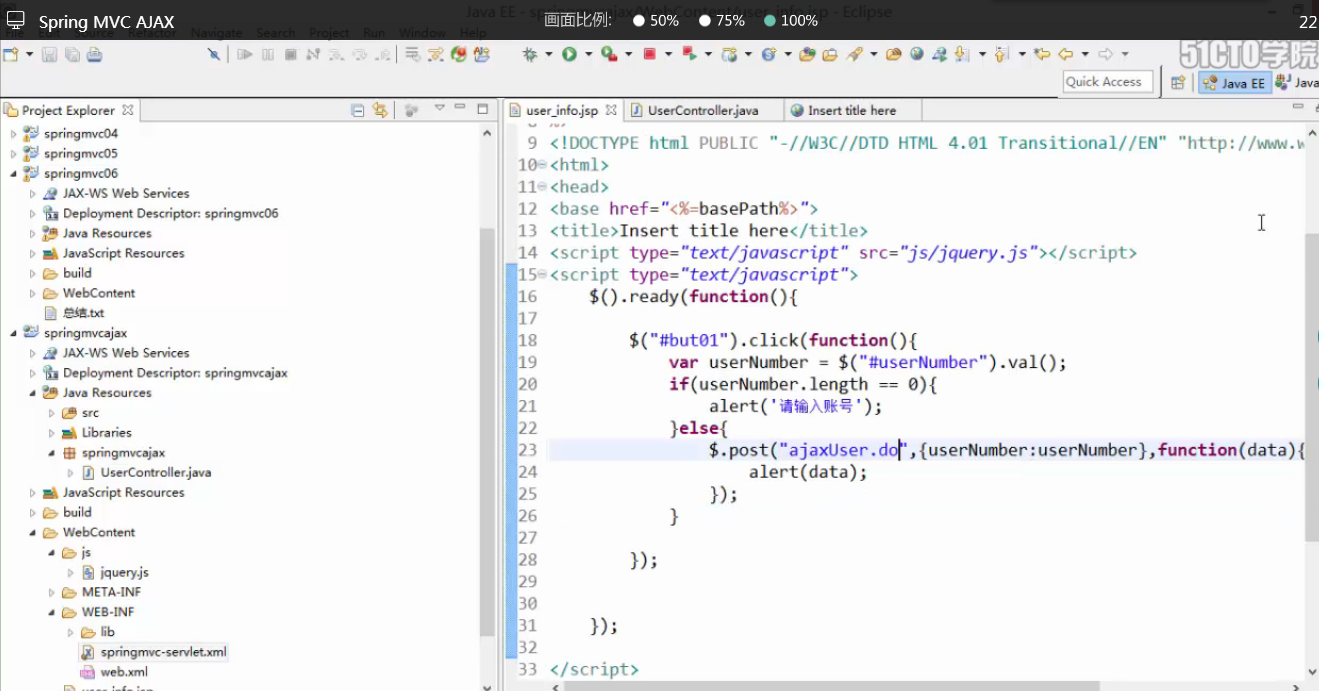 Spring MVC AJAX
Java EE - springmvcajax/WebContent/user_info.jsp - Eclipse
画面比例: 50% 75% 100%
22
File Edit Source Refactor Navigate Search Project Run Window Help
51CTO学院
Quick Access
Java EE
Java
Project Explorer
springmvc04
springmvc05
springmvc06
JAX-WS Web Services
Deployment Descriptor: springmvc06
Java Resources
JavaScript Resources
build
WebContent
总结.txt
springmvcajax
JAX-WS Web Services
Deployment Descriptor: springmvcajax
Java Resources
src
Libraries
springmvcajax
UserController.java
JavaScript Resources
build
WebContent
js
jquery.js
META-INF
WEB-INF
lib
springmvc-servlet.xml
web.xml
user_info.jsp
user_info.jsp UserController.java Insert title here
8 %>
9 <!DOCTYPE html PUBLIC "-//W3C//DTD HTML 4.01 Transitional//EN" "http://www.w
10 <html>
11 <head>
12 <base href="<%=basePath%>">
13 <title>Insert title here</title>
14 <script type="text/javascript" src="js/jquery.js"></script>
15 <script type="text/javascript">
16 $().ready(function(){
17
18 $("#but01").click(function(){
19 var userNumber = $("#userNumber").val();
20 if(userNumber.length == 0){
21 alert('请输入账号');
22 }else{
23 $.post("ajaxUser.do",{userNumber:userNumber},function(data){
24 alert(data);
25 });
26 }
27
28 });
29
30
31 });
32
33 </script>